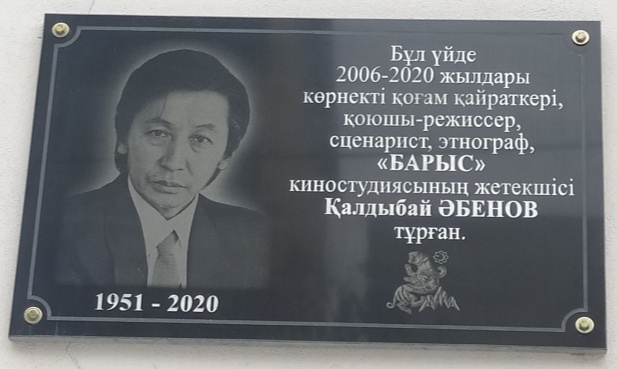 Бұл үйде
2006-2020 жылдары
көрнекті қоғам қайраткері,
қоюшы-режиссер,
сценарист, этнограф,
«БАРЫС»
киностудиясының жетекшісі
Қалдыбай ӘБЕНОВ
тұрған.
1951 - 2020